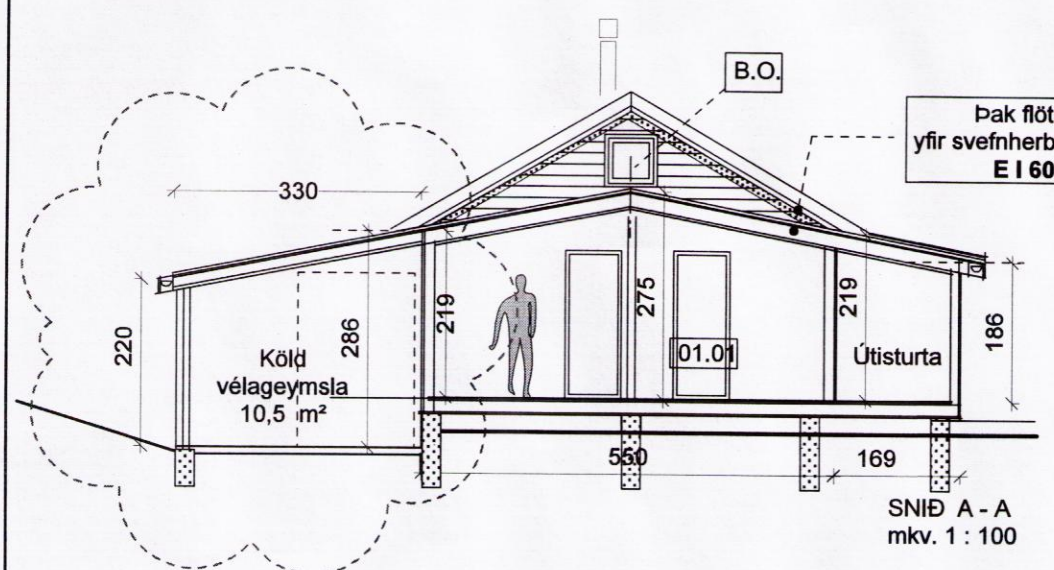 B.O.
Þak flöt
yfir svefnherb
E I 60
330
220
286
219
275
219
186
Köld
vélageymsla
10,5 m²
01.01
Útisturta
550
169
SNIÐ A - A
mkv. 1 : 100